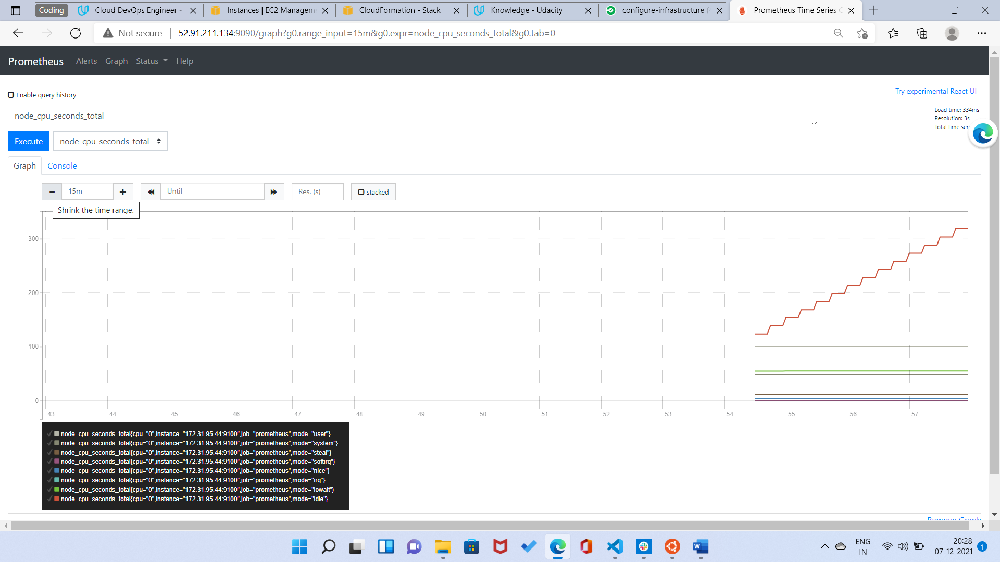 Coding
Cloud DevOps Engineer -
Instances | EC2 Managem
CloudFormation - Stack
Knowledge - Udacity
configure-infrastructure (
Prometheus Time Series
Not secure
52.91.211.134:9090/graph?g0.range_input=15m&g0.expr=node_cpu_seconds_total&g0.tab=0
Prometheus Alerts Graph Status Help
Enable query history
Try experimental React UI
node_cpu_seconds_total
Load time: 334ms
Resolution: 3s
Total time seri
Execute
node_cpu_seconds_total
Graph
Console
15m
Until
Res. (s)
stacked
Shrink the time range.
300
200
100
0
43 44 45 46 47 48 49 50 51 52 53 54 55 56 57
node_cpu_seconds_total{cpu="0",instance="172.31.95.44:9100",job="prometheus",mode="user"}
node_cpu_seconds_total{cpu="0",instance="172.31.95.44:9100",job="prometheus",mode="system"}
node_cpu_seconds_total{cpu="0",instance="172.31.95.44:9100",job="prometheus",mode="steal"}
node_cpu_seconds_total{cpu="0",instance="172.31.95.44:9100",job="prometheus",mode="softirq"}
node_cpu_seconds_total{cpu="0",instance="172.31.95.44:9100",job="prometheus",mode="nice"}
node_cpu_seconds_total{cpu="0",instance="172.31.95.44:9100",job="prometheus",mode="irq"}
node_cpu_seconds_total{cpu="0",instance="172.31.95.44:9100",job="prometheus",mode="iowait"}
node_cpu_seconds_total{cpu="0",instance="172.31.95.44:9100",job="prometheus",mode="idle"}
Remove Graph
ENG
IN
20:28
07-12-2021
1